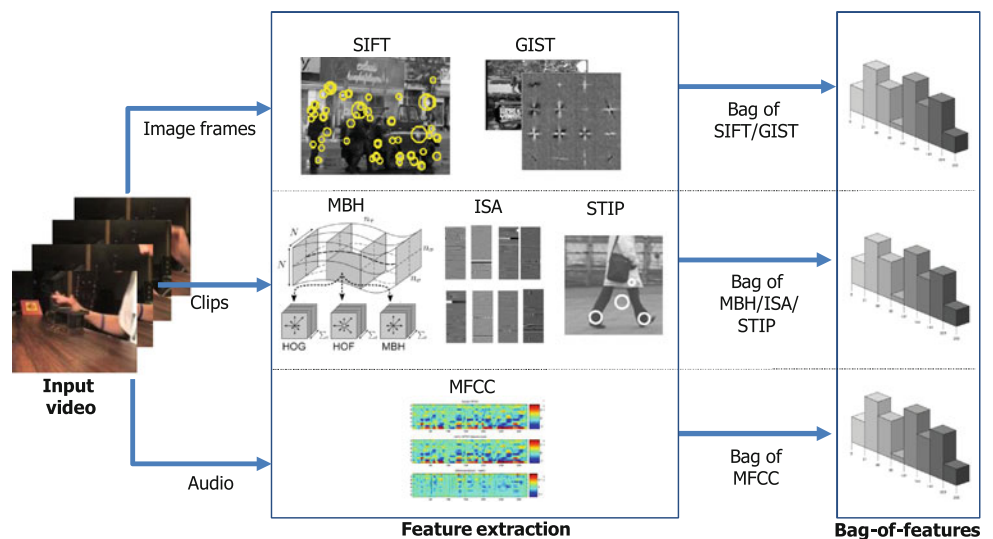 SIFT
GIST
Image frames
Bag of
SIFT/GIST
MBH
ISA
STIP
N
N
Clips
HOG
HOF
MBH
Bag of
MBH/ISA/
STIP
Input
video
MFCC
Audio
Bag of
MFCC
Feature extraction
Bag-of-features